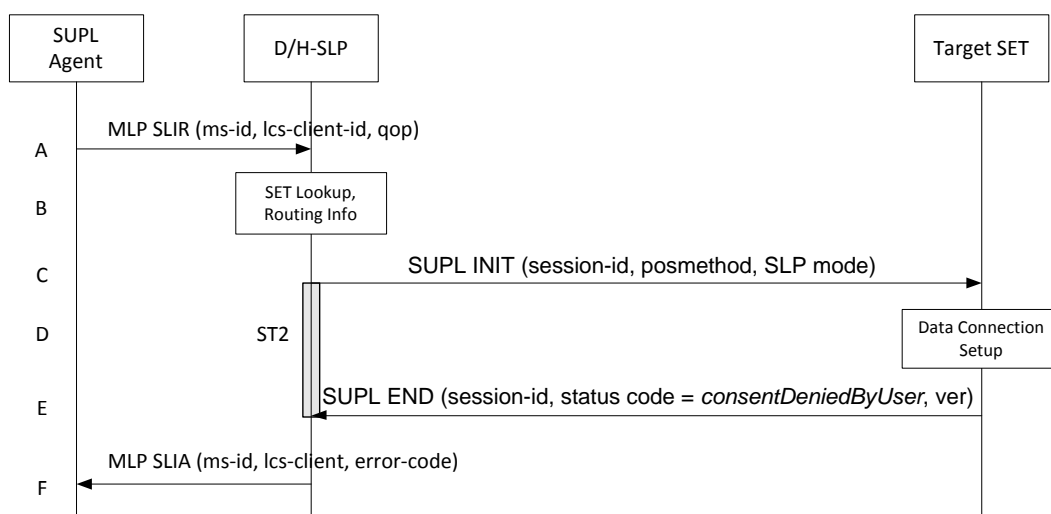 SUPL
Agent
D/H-SLP
Target SET
MLP SLIR (ms-id, lcs-client-id, qop)
A
SET Lookup,
Routing Info
B
SUPL INIT (session-id, posmethod, SLP mode)
C
Data Connection
Setup
D
ST2
SUPL END (session-id, status code = consentDeniedByUser, ver)
E
MLP SLIA (ms-id, lcs-client, error-code)
F